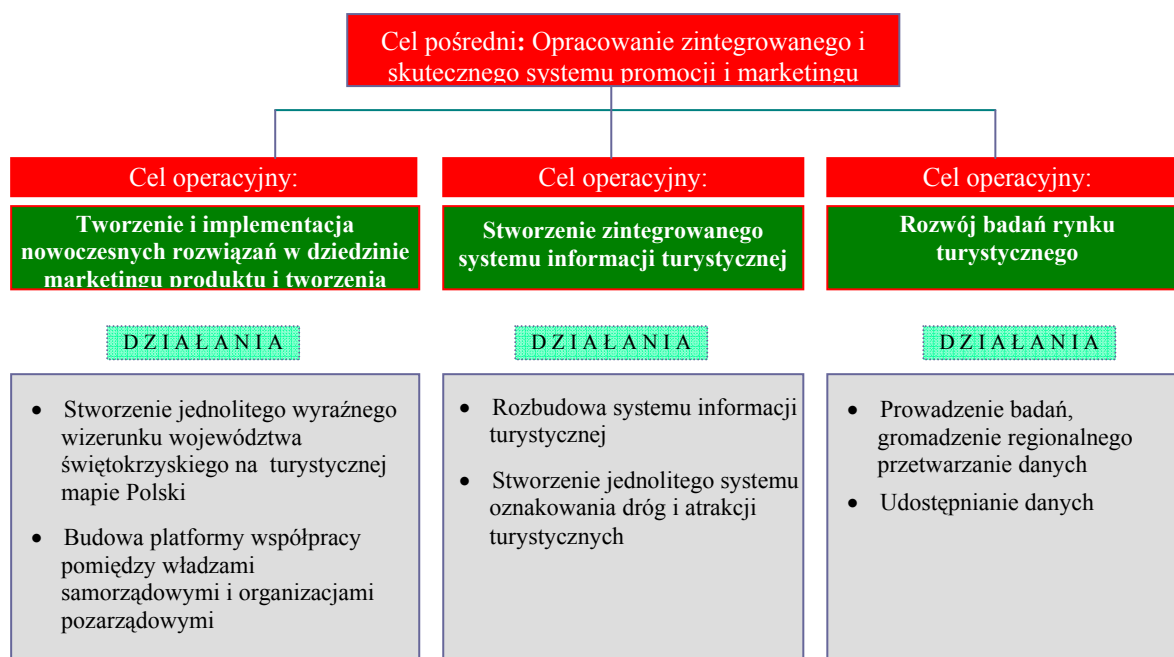 Cel pośredni: Opracowanie zintegrowanego i
skutecznego systemu promocji i marketingu
Cel operacyjny:
Tworzenie i implementacja
nowoczesnych rozwiązań w dziedzinie
marketingu produktu i tworzenia
D Z I A Ł A N I A
• Stworzenie jednolitego wyraźnego
wizerunku województwa
świętokrzyskiego na turystycznej
mapie Polski
• Budowa platformy współpracy
pomiędzy władzami
samorządowymi i organizacjami
pozarządowymi
Cel operacyjny:
Stworzenie zintegrowanego
systemu informacji turystycznej
D Z I A Ł A N I A
• Rozbudowa systemu informacji
turystycznej
• Stworzenie jednolitego systemu
oznakowania dróg i atrakcji
turystycznych
Cel operacyjny:
Rozwój badań rynku
turystycznego
D Z I A Ł A N I A
• Prowadzenie badań,
gromadzenie regionalnego
przetwarzanie danych
• Udostępnianie danych